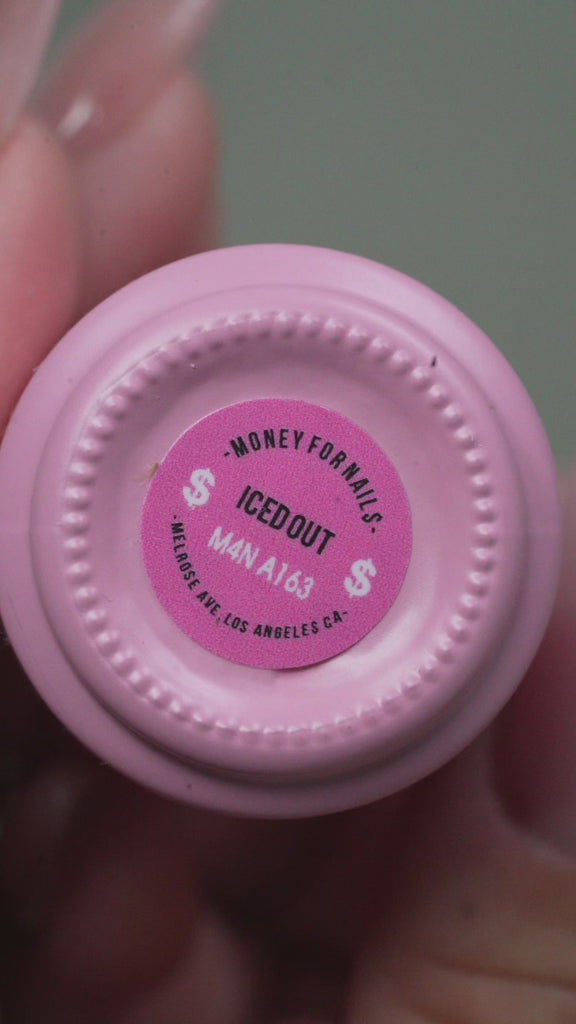 -MONEY FOR NAILS-
$
ICED OUT
M4N A163
$
-MELROSE AVE, LOS ANGELES CA-